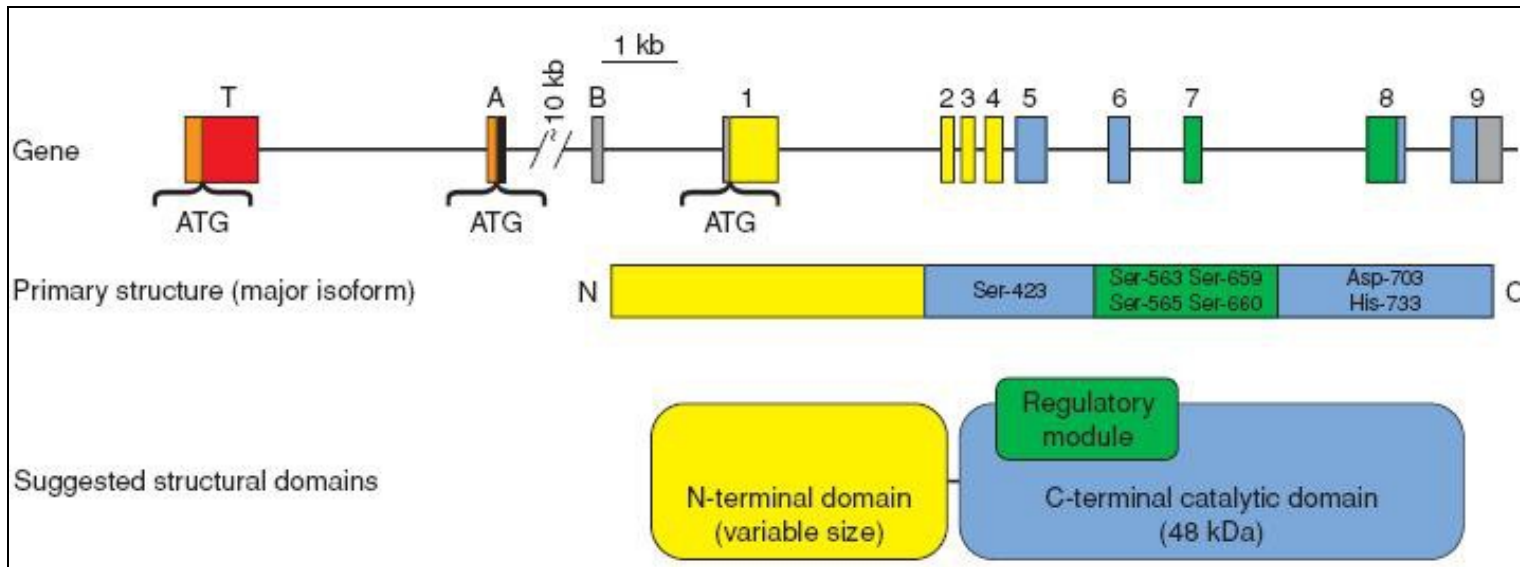 1 kb
T A ~10 kb B 1 2 3 4 5 6 7 8 9
Gene
ATG ATG ATG
Primary structure (major isoform) N Ser-423 Ser-563 Ser-659 Asp-703 C
Ser-565 Ser-660 His-733
Regulatory
module
Suggested structural domains
N-terminal domain C-terminal catalytic domain
(variable size) (48 kDa)